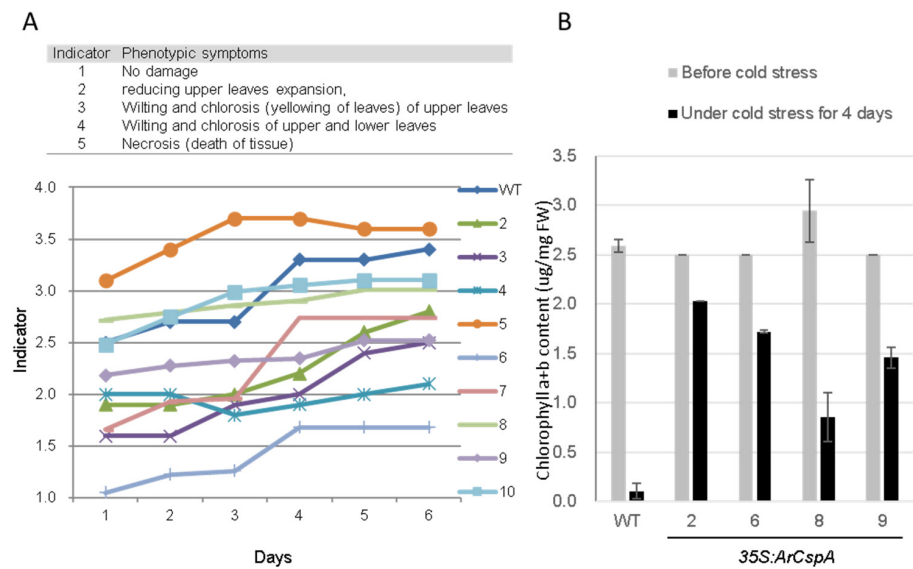 A
Indicator Phenotypic symptoms
1 No damage
2 reducing upper leaves expansion,
3 Wilting and chlorosis (yellowing of leaves) of upper leaves
4 Wilting and chlorosis of upper and lower leaves
5 Necrosis (death of tissue)
4.0
3.5
3.0
2.5
2.0
1.5
1.0
Indicator
1 2 3 4 5 6
Days
WT
2
3
4
5
6
7
8
9
10
B
Before cold stress
Under cold stress for 4 days
3.5
3.0
2.5
2.0
1.5
1.0
0.5
0.0
Chlorophyll a+b content (ug/mg FW)
WT 2 6 8 9
35S:ArCspA